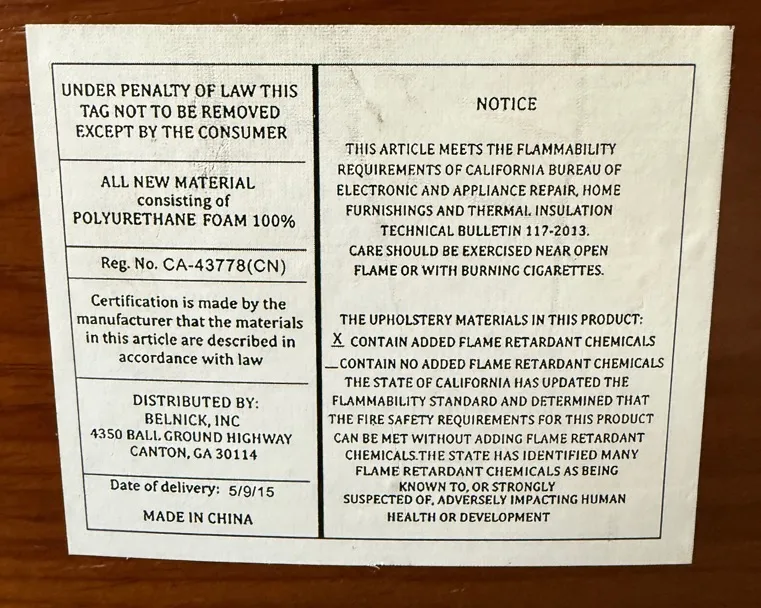 UNDER PENALTY OF LAW THIS
TAG NOT TO BE REMOVED
EXCEPT BY THE CONSUMER
ALL NEW MATERIAL
consisting of
POLYURETHANE FOAM 100%
Reg. No. CA-43778(CN)
Certification is made by the
manufacturer that the materials
in this article are described in
accordance with law
DISTRIBUTED BY:
BELNICK, INC
4350 BALL GROUND HIGHWAY
CANTON, GA 30114
Date of delivery: 5/9/15
MADE IN CHINA
NOTICE
THIS ARTICLE MEETS THE FLAMMABILITY
REQUIREMENTS OF CALIFORNIA BUREAU OF
ELECTRONIC AND APPLIANCE REPAIR, HOME
FURNISHINGS AND THERMAL INSULATION
TECHNICAL BULLETIN 117-2013.
CARE SHOULD BE EXERCISED NEAR OPEN
FLAME OR WITH BURNING CIGARETTES.
THE UPHOLSTERY MATERIALS IN THIS PRODUCT:
X CONTAIN ADDED FLAME RETARDANT CHEMICALS
_CONTAIN NO ADDED FLAME RETARDANT CHEMICALS
THE STATE OF CALIFORNIA HAS UPDATED THE
FLAMMABILITY STANDARD AND DETERMINED THAT
THE FIRE SAFETY REQUIREMENTS FOR THIS PRODUCT
CAN BE MET WITHOUT ADDING FLAME RETARDANT
CHEMICALS.THE STATE HAS IDENTIFIED MANY
FLAME RETARDANT CHEMICALS AS BEING
KNOWN TO, OR STRONGLY
SUSPECTED OF, ADVERSELY IMPACTING HUMAN
HEALTH OR DEVELOPMENT